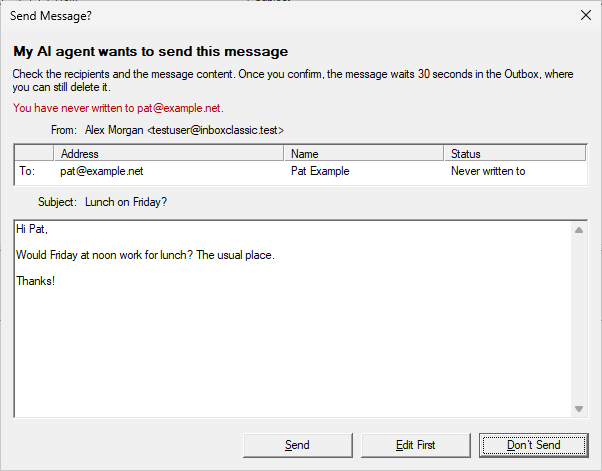 Send Message?
My AI agent wants to send this message
Check the recipients and the message content. Once you confirm, the message waits 30 seconds in the Outbox, where
you can still delete it.
You have never written to pat@example.net.
From: Alex Morgan <testuser@inboxclassic.test>
Address Name Status
To: pat@example.net Pat Example Never written to
Subject: Lunch on Friday?
Hi Pat,
Would Friday at noon work for lunch? The usual place.
Thanks!
Send Edit First Don't Send